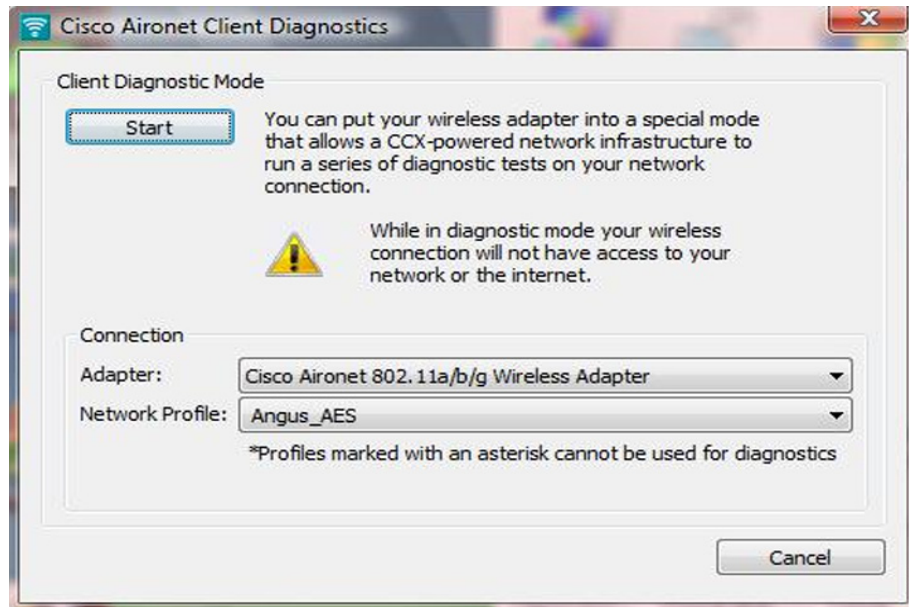 Cisco Aironet Client Diagnostics
Client Diagnostic Mode
Start
You can put your wireless adapter into a special mode
that allows a CCX-powered network infrastructure to
run a series of diagnostic tests on your network
connection.
While in diagnostic mode your wireless
connection will not have access to your
network or the internet.
Connection
Adapter:
Cisco Aironet 802.11a/b/g Wireless Adapter
Network Profile:
Angus_AES
*Profiles marked with an asterisk cannot be used for diagnostics
Cancel